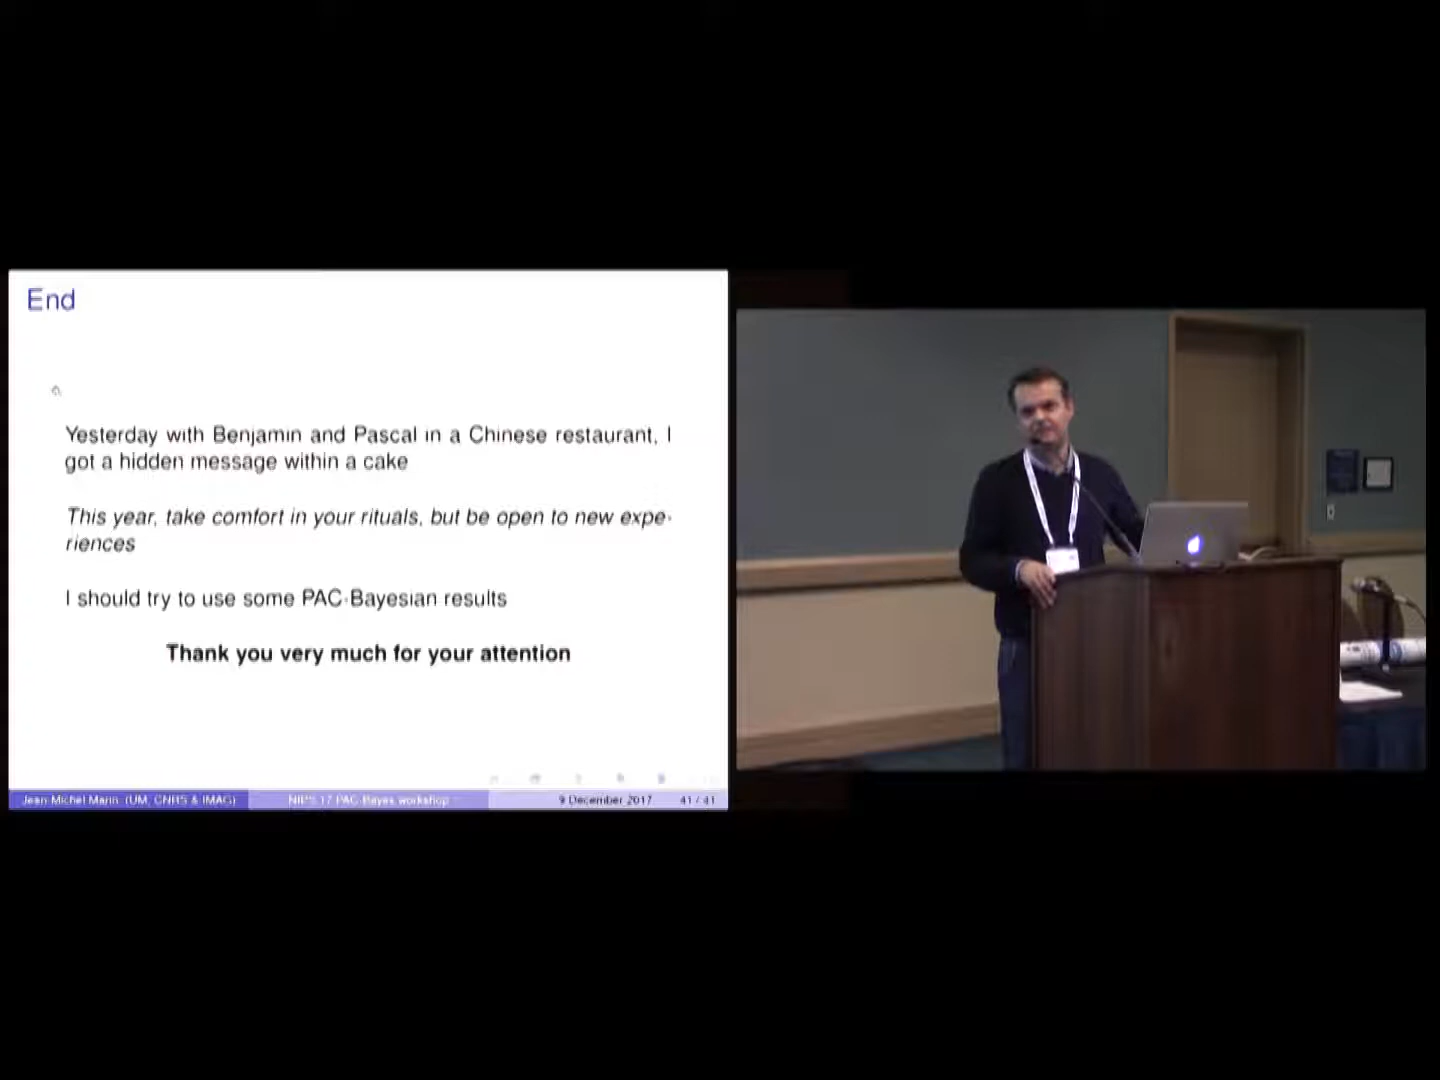 End
Yesterday with Benjamin and Pascal in a Chinese restaurant, I
got a hidden message within a cake
This year, take comfort in your rituals, but be open to new expe-
riences
I should try to use some PAC-Bayesian results
Thank you very much for your attention
Jean-Michel Marin (UM, CNRS & IMAG) NIPS 17 PAC-Bayes workshop 9 December 2017 41 / 41